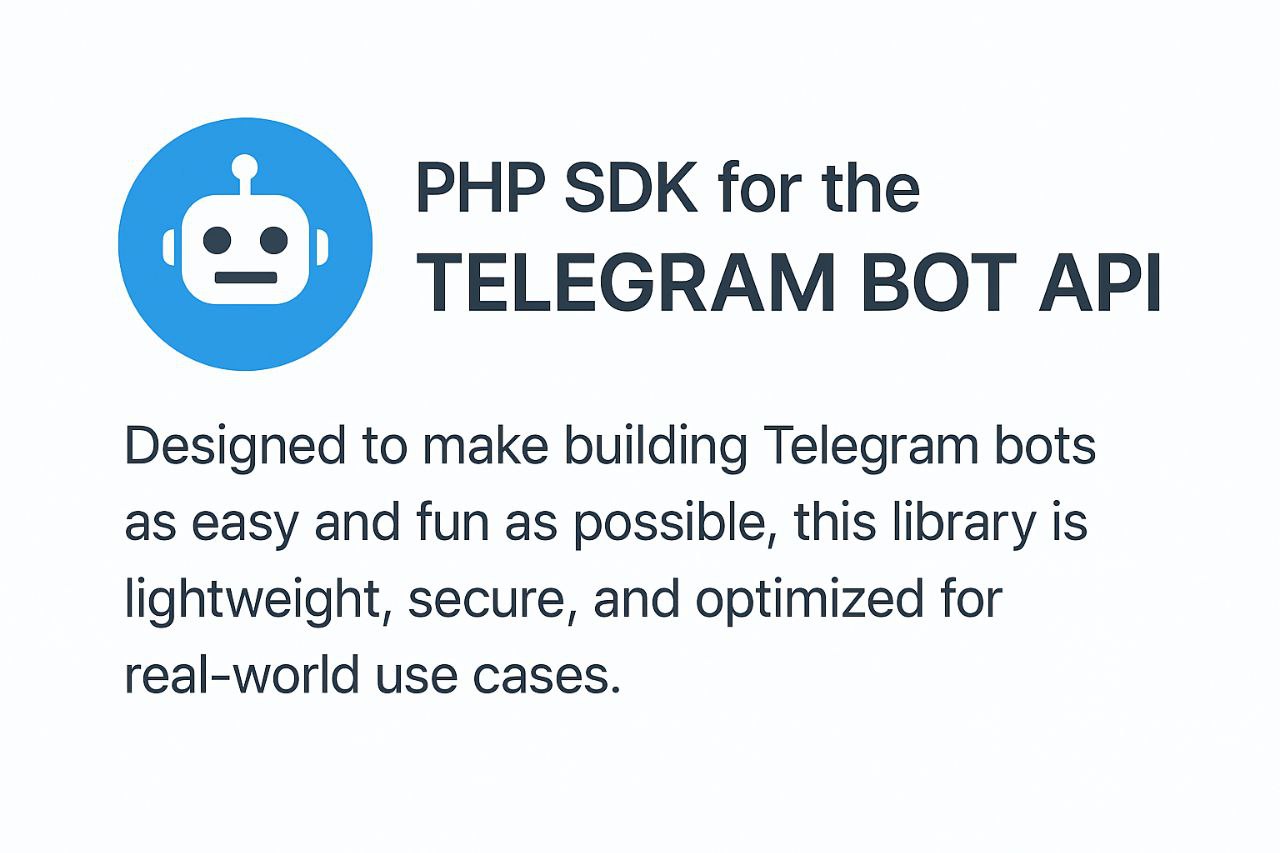 PHP SDK for the
TELEGRAM BOT API
Designed to make building Telegram bots
as easy and fun as possible, this library is
lightweight, secure, and optimized for
real-world use cases.